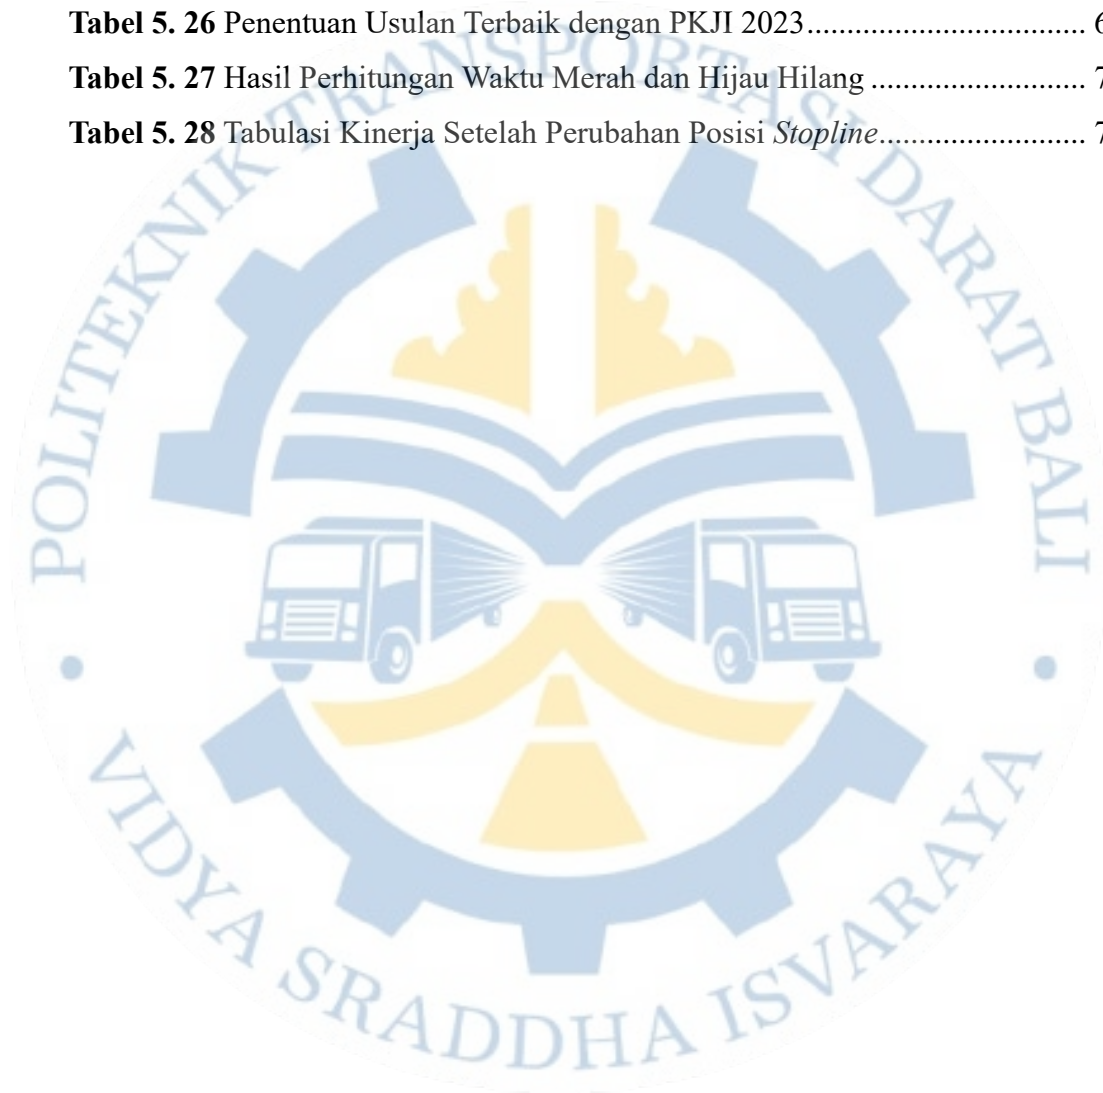 Tabel 5. 26 Penentuan Usulan Terbaik dengan PKJI 2023................................... 6
Tabel 5. 27 Hasil Perhitungan Waktu Merah dan Hijau Hilang ........................... 7
Tabel 5. 28 Tabulasi Kinerja Setelah Perubahan Posisi Stopline.......................... 7
POLITEKNIK TRANSPORTASI DARAT BALI
• VIDYA SRADDHA ISVARAYA •